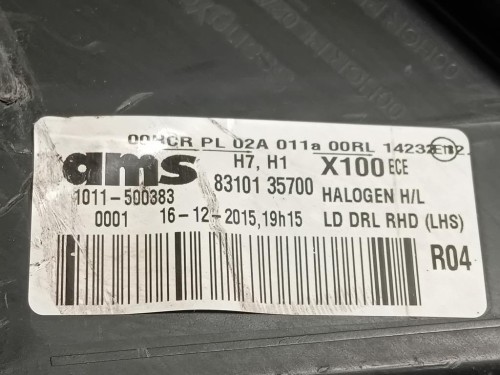 00HCR PL 02A 011a 00RL 14232
ams H7, H1 X100 ECE
83101 35700 HALOGEN H/L
1011-500383
0001 16-12-2015,19h15 LD DRL RHD (LHS)
R04